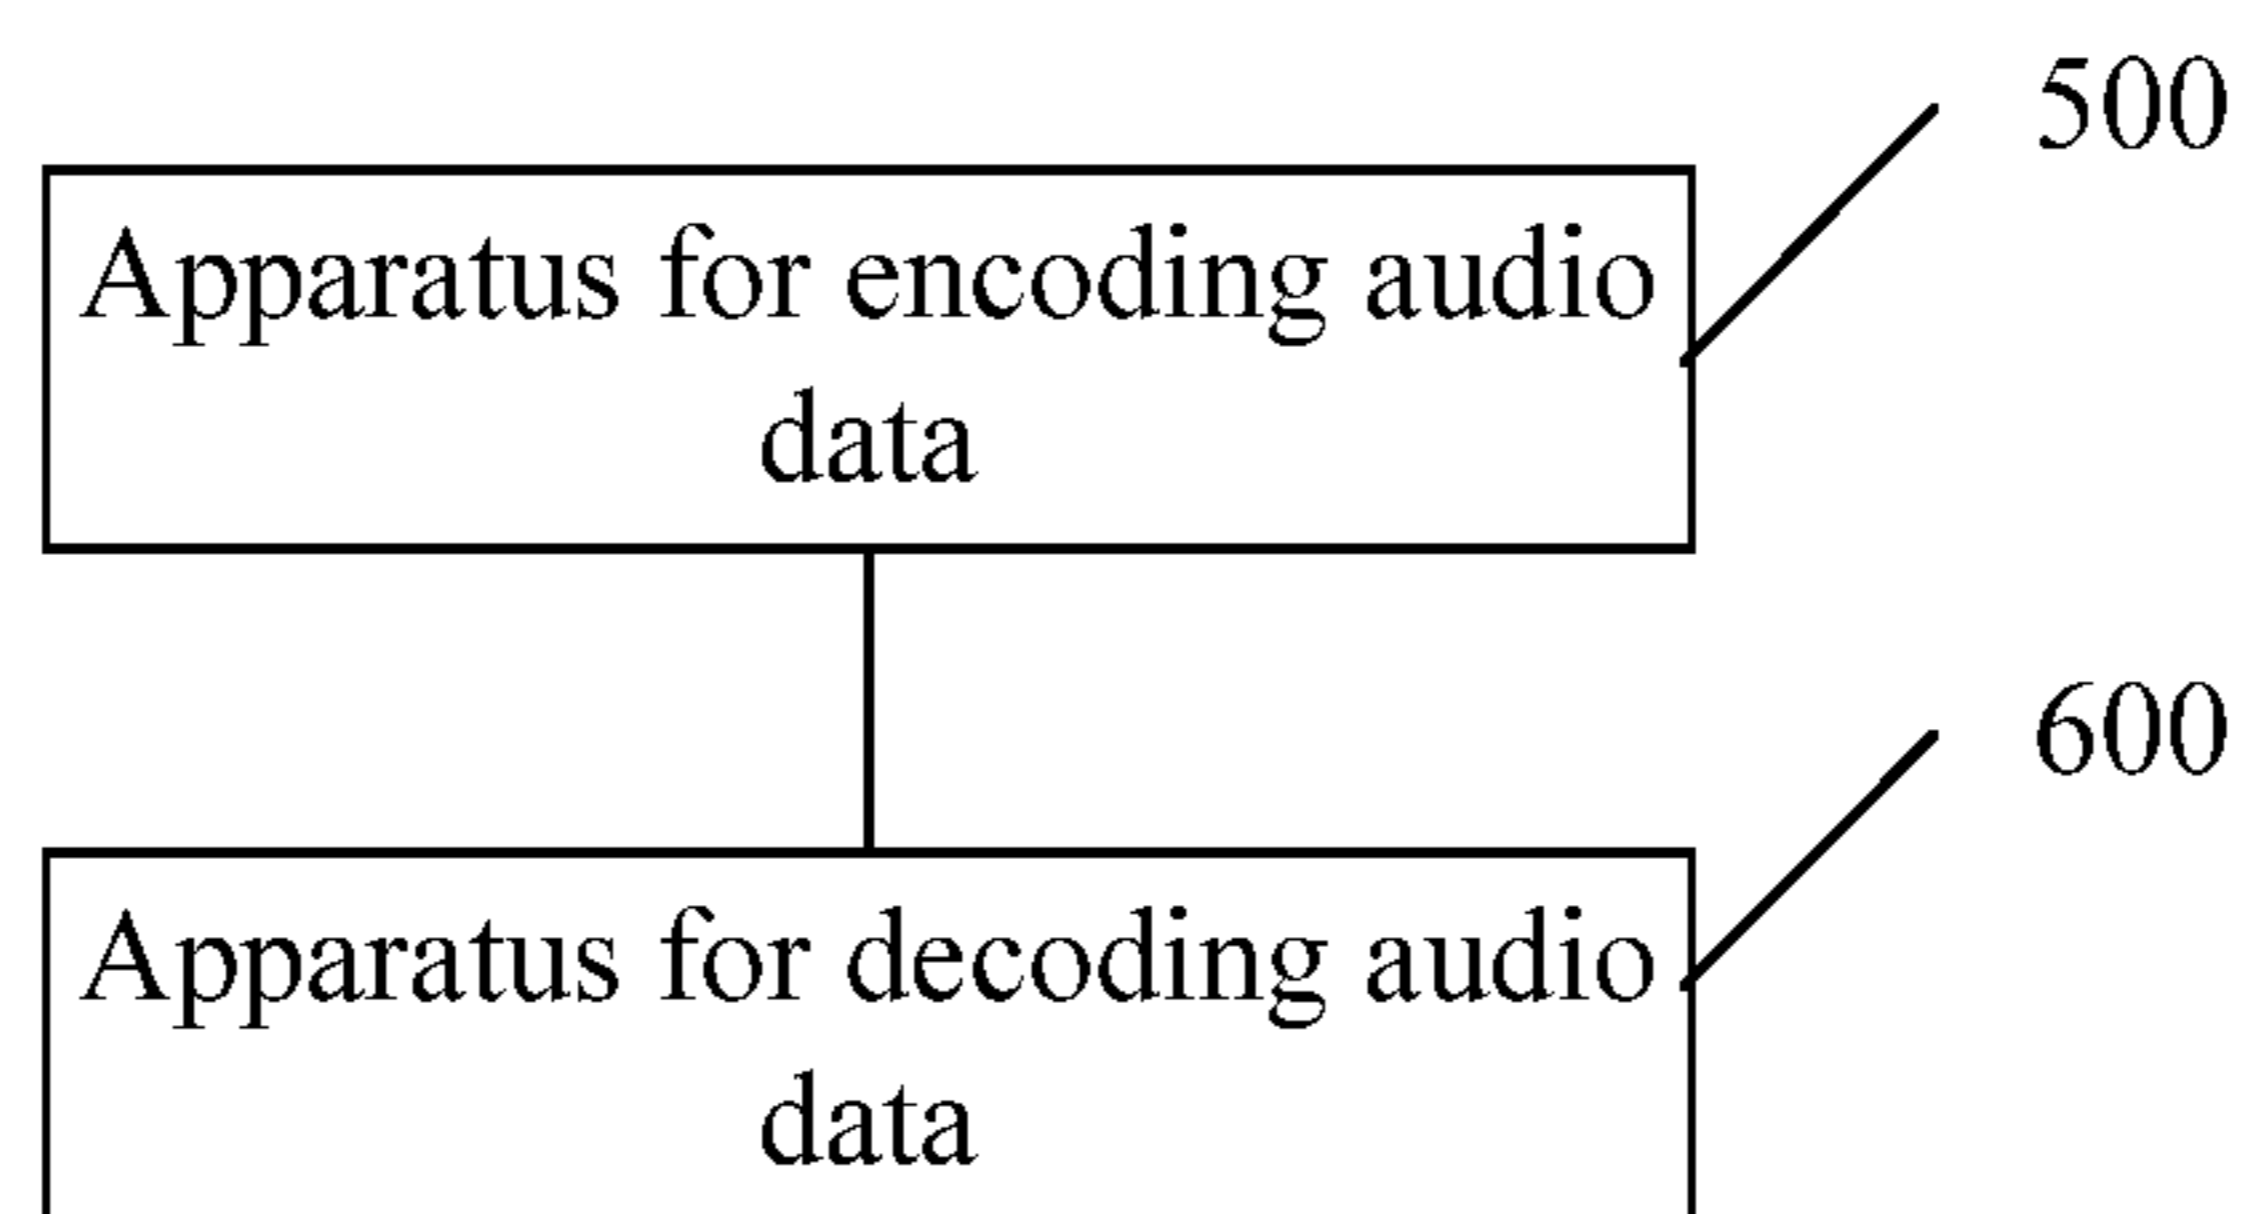 500
Apparatus for encoding audio
data
600
Apparatus for decoding audio
data